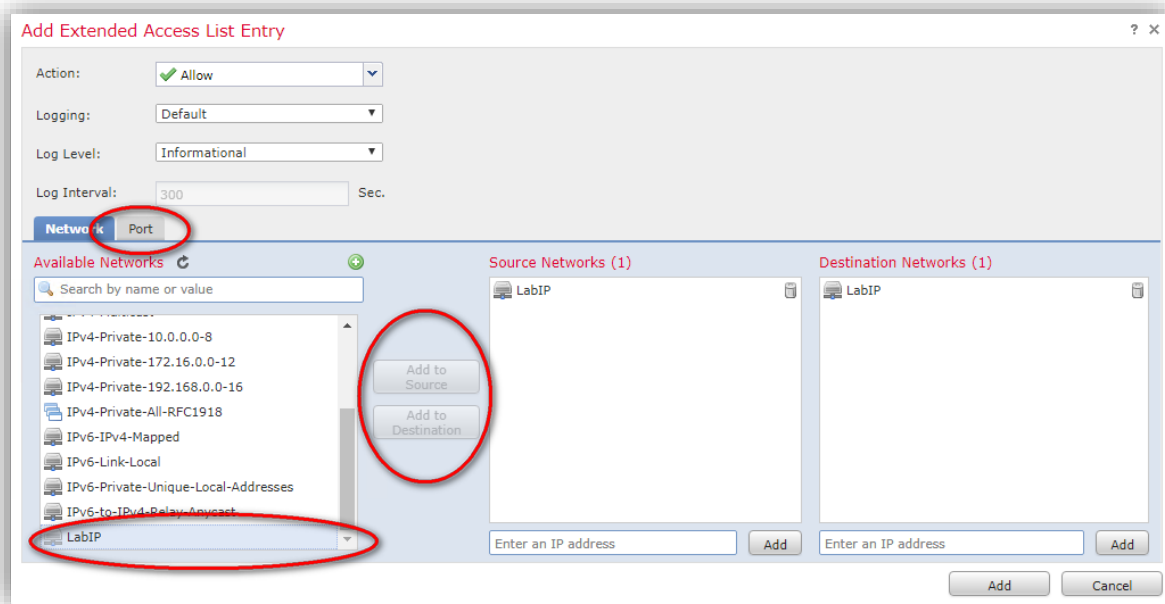 Add Extended Access List Entry
? ×
Action: Allow
Logging: Default
Log Level: Informational
Log Interval: 300 Sec.
Network Port
Available Networks
Search by name or value
IPv4-Private-10.0.0.0-8
IPv4-Private-172.16.0.0-12
IPv4-Private-192.168.0.0-16
IPv4-Private-All-RFC1918
IPv6-IPv4-Mapped
IPv6-Link-Local
IPv6-Private-Unique-Local-Addresses
IPv6-to-IPv4-Relay-Anycast
LabIP
Add to
Source
Add to
Destination
Source Networks (1)
LabIP
Enter an IP address Add
Destination Networks (1)
LabIP
Enter an IP address Add
Add Cancel